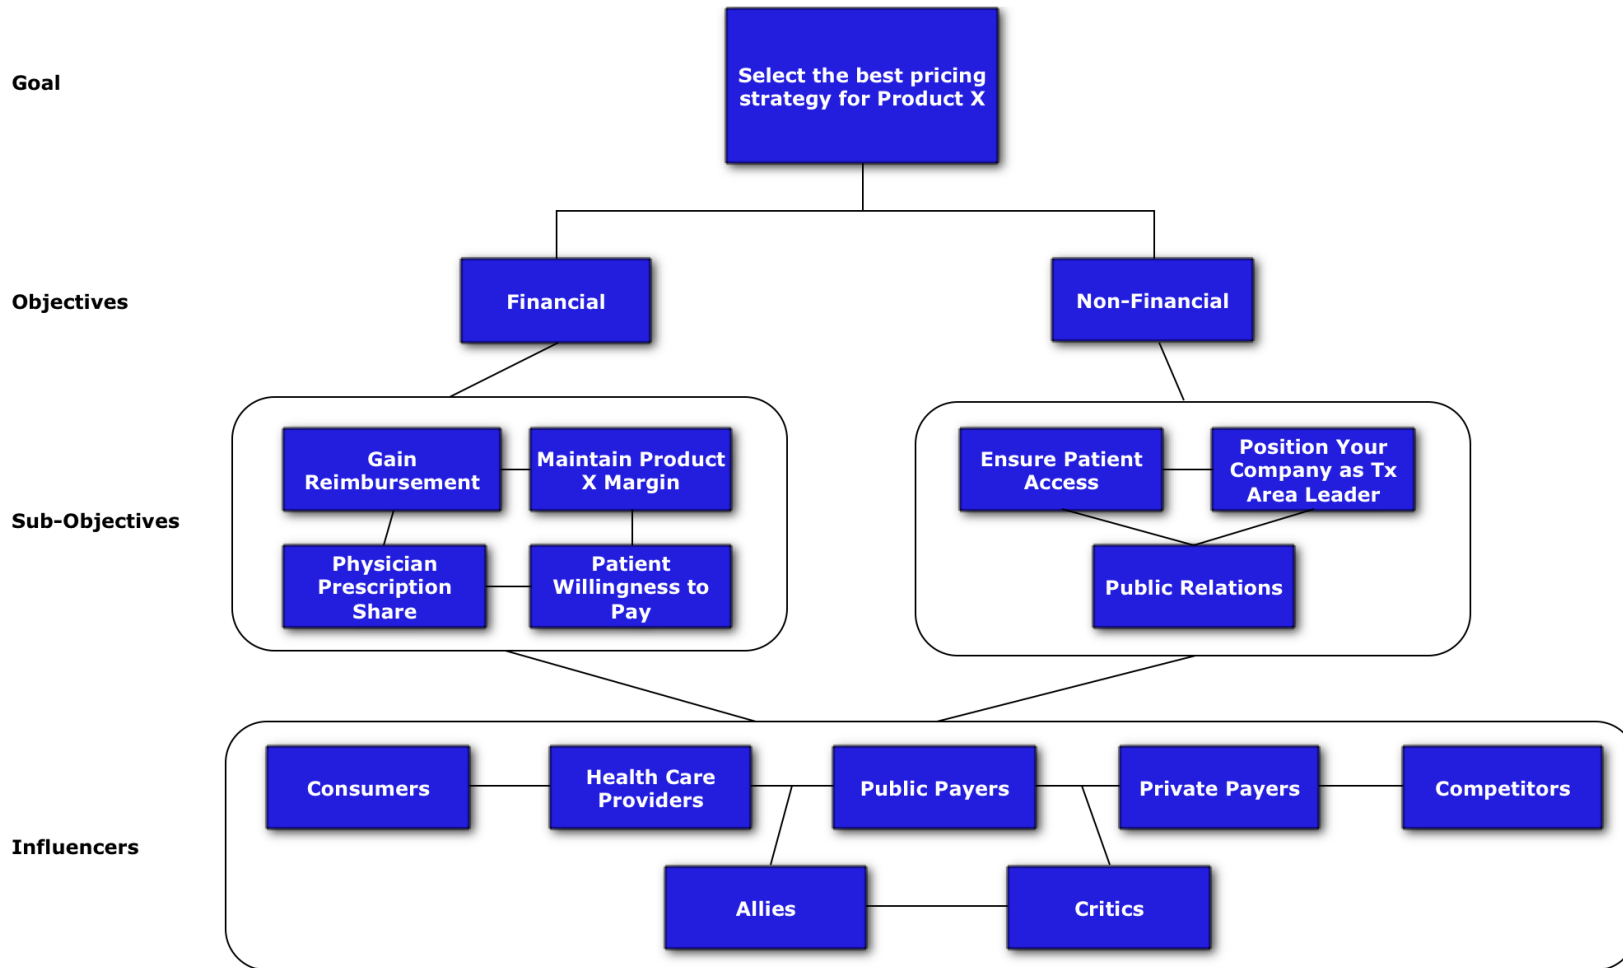 Goal
Select the best pricing
strategy for Product X
Objectives
Financial
Non-Financial
Sub-Objectives
Gain
Reimbursement
Maintain Product
X Margin
Physician
Prescription
Share
Patient
Willingness to
Pay
Ensure Patient
Access
Position Your
Company as Tx
Area Leader
Public Relations
Influencers
Consumers
Health Care
Providers
Public Payers
Private Payers
Competitors
Allies
Critics